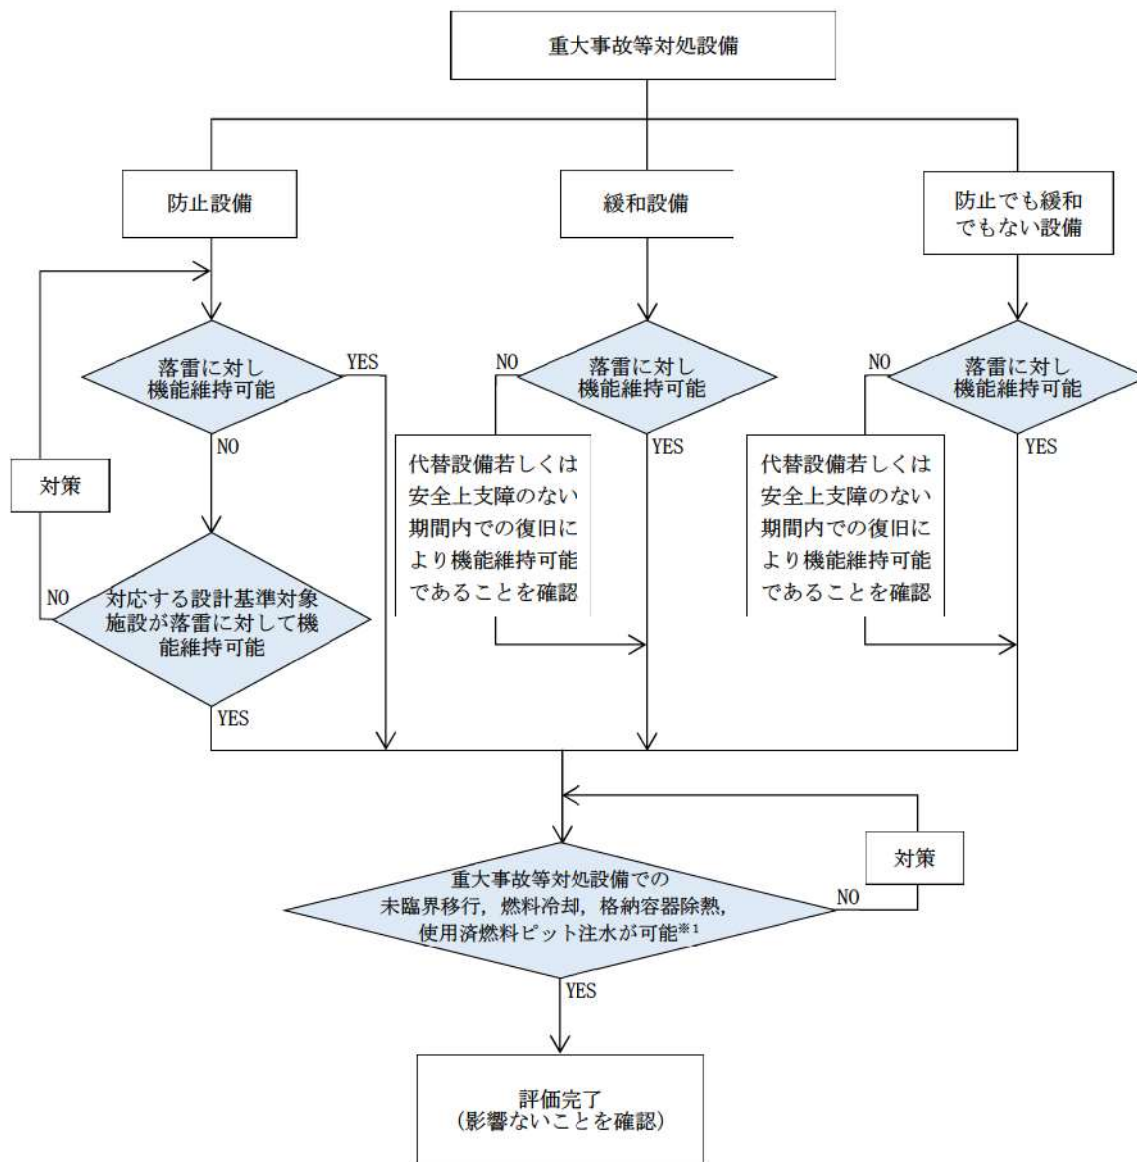 重大事故等対処設備
防止設備
緩和設備
防止でも緩和
でもない設備
落雷に対し
機能維持可能
YES
NO
落雷に対し
機能維持可能
NO
YES
落雷に対し
機能維持可能
NO
YES
対策
代替設備若しくは
安全上支障のない
期間内での復旧に
より機能維持可能
であることを確認
代替設備若しくは
安全上支障のない
期間内での復旧に
より機能維持可能
であることを確認
対応する設計基準対象
施設が落雷に対して機
能維持可能
NO
YES
重大事故等対処設備での
未臨界移行，燃料冷却，格納容器除熱，
使用済燃料ピット注水が可能※1
NO
対策
YES
評価完了
(影響ないことを確認)